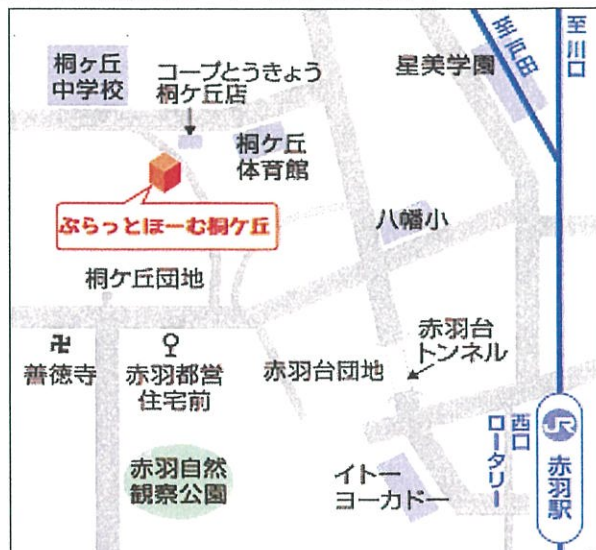 桐ヶ丘
中学校
コープとうきょう
桐ケ丘店
星美学園
至戸田
至川口
桐ケ丘
体育館
ぷらっとほーむ桐ケ丘
八幡小
桐ケ丘団地
善徳寺
赤羽都営
住宅前
赤羽台団地
赤羽台
トンネル
赤羽自然
観察公園
イトー
ヨーカドー
西口
ロータリー
JR
赤羽駅